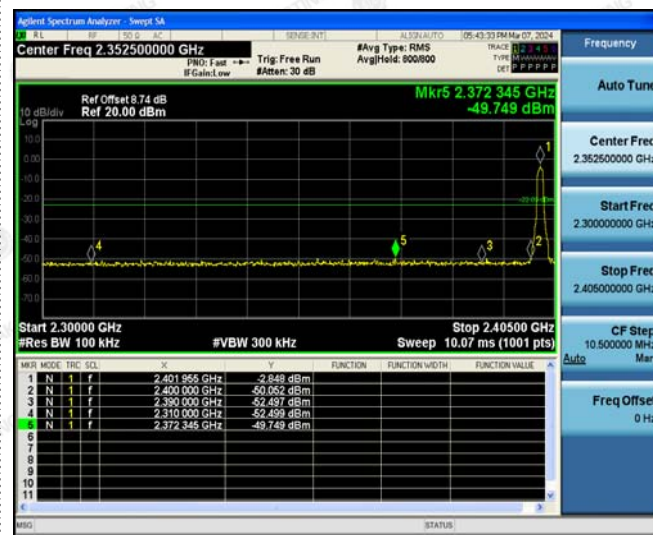 Agilent Spectrum Analyzer - Swept SA
RL RF 50 Ω AC SENSE:INT ALIGNAUTO 05:43:33 PM Mar 07, 2024
Center Freq 2.352500000 GHz
PNO: Fast
IFGain:Low
Trig: Free Run
#Atten: 30 dB
#Avg Type: RMS
Avg|Hold: 800/800
TRACE 1 2 3 4 5 6
TYPE
DET P P P P P P
Frequency
Auto Tune
Center Freq
2.352500000 GHz
Start Freq
2.300000000 GHz
Stop Freq
2.405000000 GHz
CF Step
10.500000 MHz
Auto Man
Freq Offset
0 Hz
Mkr5 2.372 345 GHz
-49.749 dBm
Ref Offset 8.74 dB
Ref 20.00 dBm
10 dB/div
Log
10.0
0.00
-10.0
-20.0
-30.0
-40.0
-50.0
-60.0
-70.0
1
2
3
4
5
Start 2.30000 GHz Stop 2.40500 GHz
#Res BW 100 kHz #VBW 300 kHz Sweep 10.07 ms (1001 pts)
MKR MODE TRC SCL X Y FUNCTION FUNCTION WIDTH FUNCTION VALUE
1 N 1 f 2.401 955 GHz -2.848 dBm
2 N 1 f 2.400 000 GHz -50.052 dBm
3 N 1 f 2.390 000 GHz -52.497 dBm
4 N 1 f 2.310 000 GHz -52.499 dBm
5 N 1 f 2.372 345 GHz -49.749 dBm
6
7
8
9
10
11
MSG STATUS